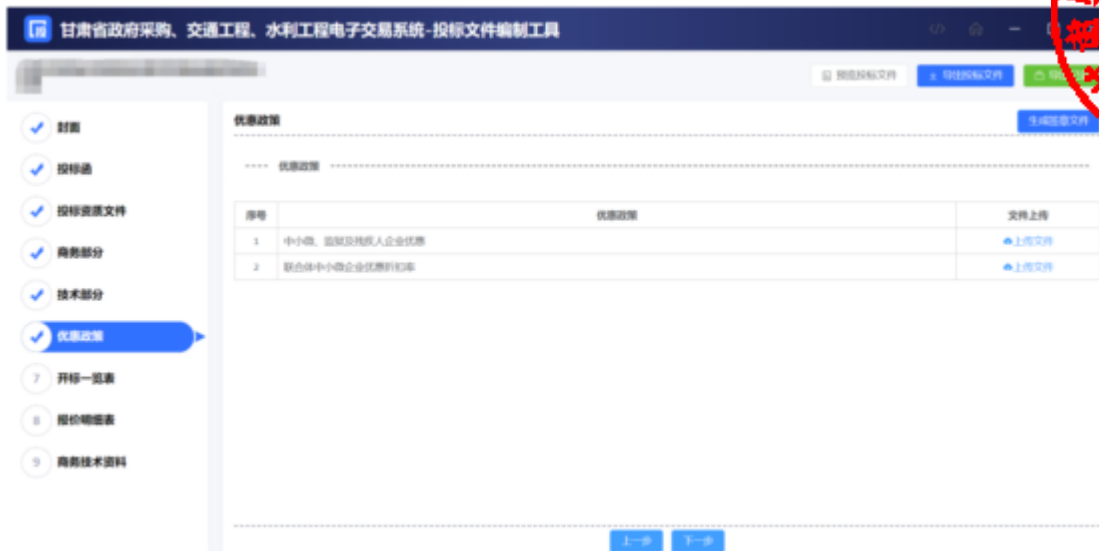 甘肃省政府采购、交通工程、水利工程电子交易系统-投标文件编制工具
预览投标文件
导出投标文件
封面
优惠政策
生成签章文件
投标函
优惠政策
投标资质文件
序号 优惠政策 文件上传
商务部分
1 中小微、监狱及残疾人企业优惠 上传文件
2 联合体中小微企业优惠折扣率 上传文件
技术部分
优惠政策
7 开标一览表
8 报价明细表
9 商务技术资料
上一步 下一步